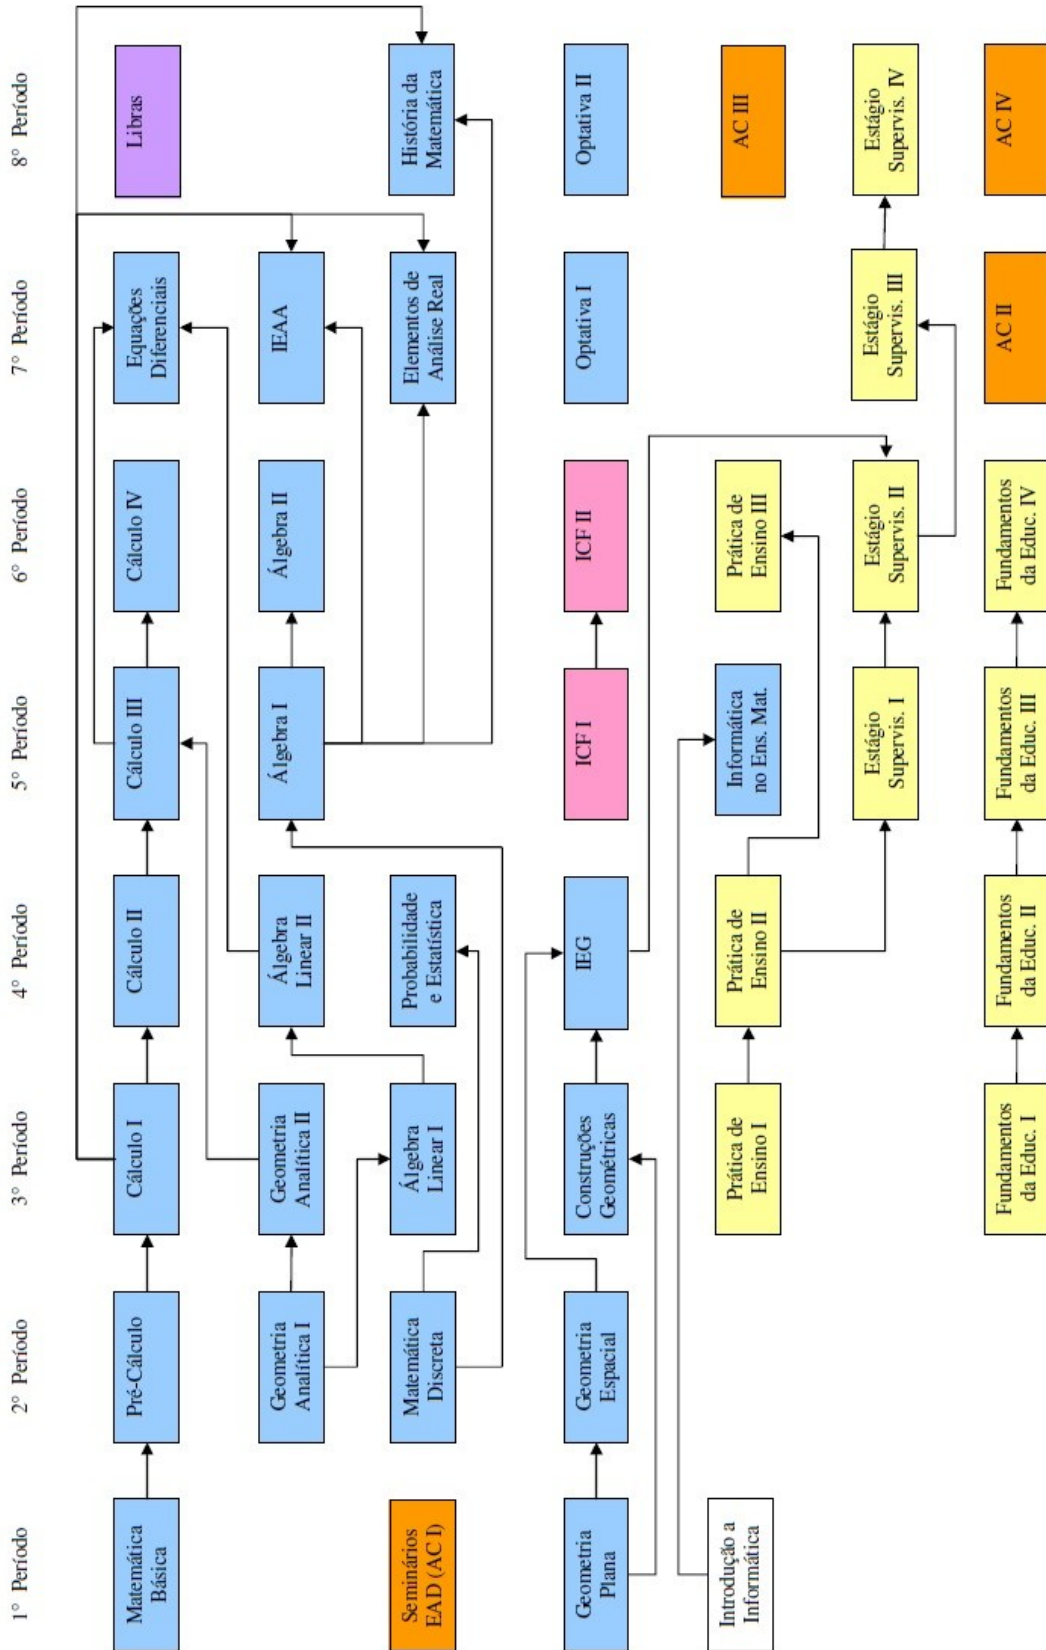 1° Período
2° Período
3° Período
4° Período
5° Período
6° Período
7° Período
8° Período
Matemática
Básica
Pré-Cálculo
Cálculo I
Cálculo II
Cálculo III
Cálculo IV
Equações
Diferenciais
Libras
Geometria
Analítica I
Geometria
Analítica II
Álgebra
Linear II
Álgebra I
Álgebra II
IEAA
Seminários
EAD (AC I)
Matemática
Discreta
Álgebra
Linear I
Probabilidade
e Estatística
Elementos de
Análise Real
História da
Matemática
Geometria
Plana
Geometria
Espacial
Construções
Geométricas
IEG
ICF I
ICF II
Optativa I
Optativa II
Introdução a
Informática
Prática de
Ensino I
Prática de
Ensino II
Informática
no Ens. Mat.
Prática de
Ensino III
AC III
Estágio
Supervis. I
Estágio
Supervis. II
Estágio
Supervis. III
Estágio
Supervis. IV
Fundamentos
da Educ. I
Fundamentos
da Educ. II
Fundamentos
da Educ. III
Fundamentos
da Educ. IV
AC II
AC IV